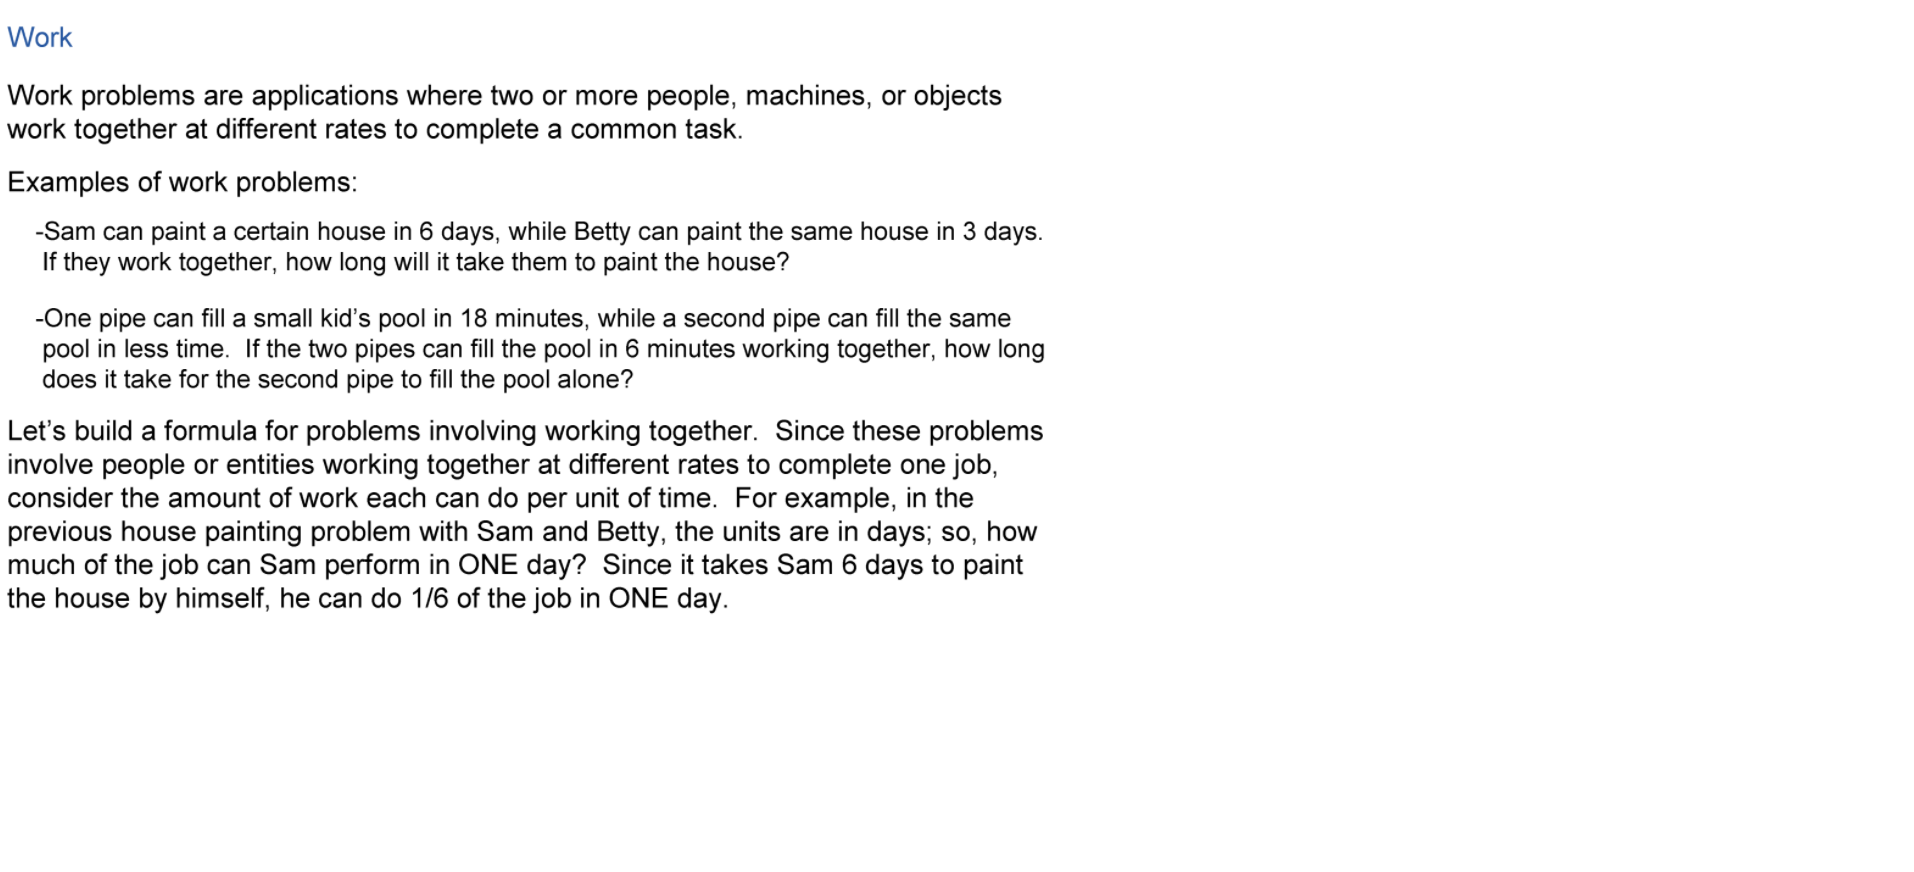 Work
Work problems are applications where two or more people, machines, or objects
work together at different rates to complete a common task.
Examples of work problems:
-Sam can paint a certain house in 6 days, while Betty can paint the same house in 3 days.
If they work together, how long will it take them to paint the house?
-One pipe can fill a small kid’s pool in 18 minutes, while a second pipe can fill the same
pool in less time.  If the two pipes can fill the pool in 6 minutes working together, how long
does it take for the second pipe to fill the pool alone?
Let’s build a formula for problems involving working together.  Since these problems
involve people or entities working together at different rates to complete one job,
consider the amount of work each can do per unit of time.  For example, in the
previous house painting problem with Sam and Betty, the units are in days; so, how
much of the job can Sam perform in ONE day?  Since it takes Sam 6 days to paint
the house by himself, he can do 1/6 of the job in ONE day.